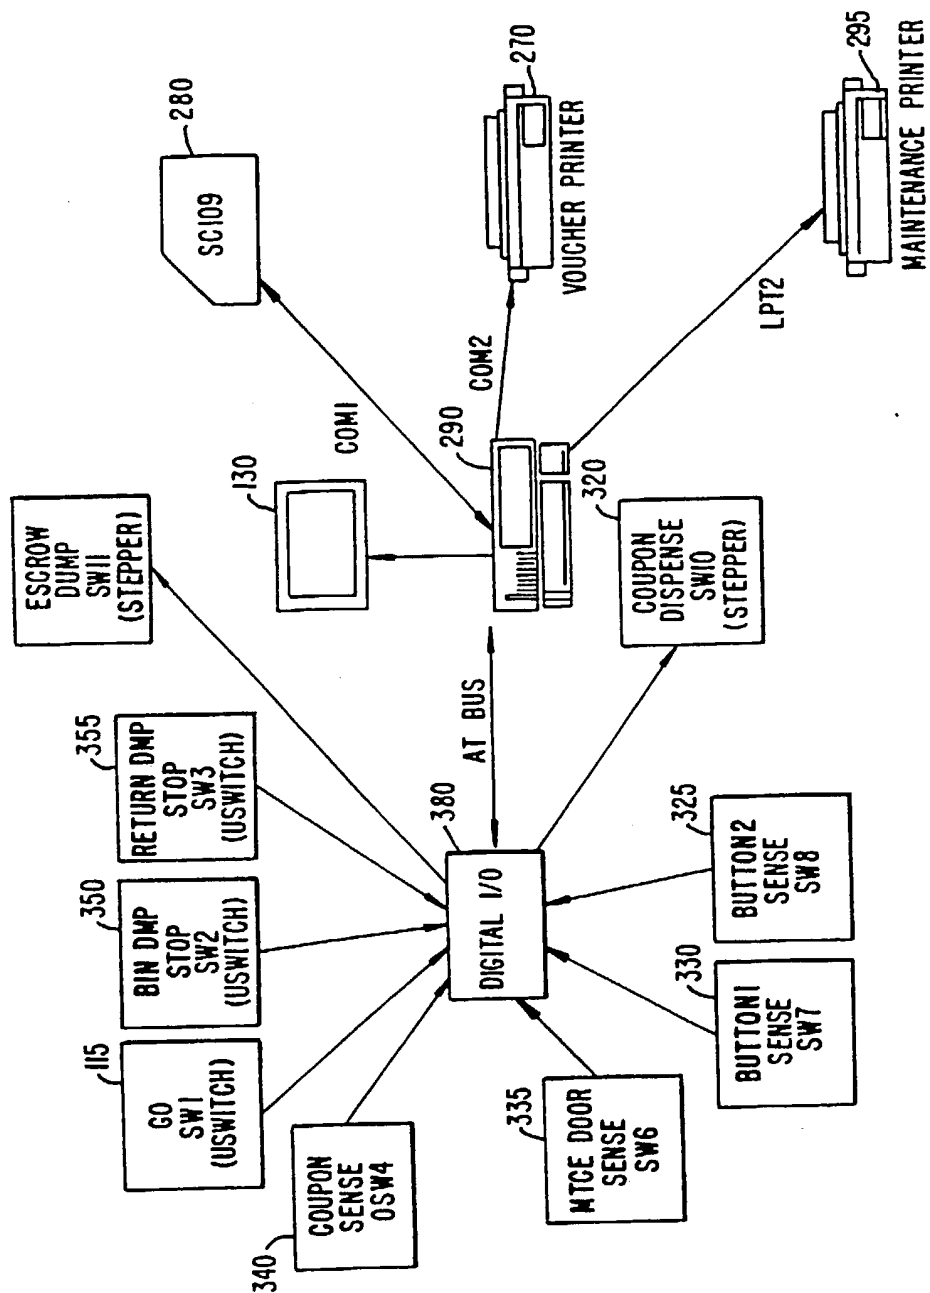 115
GO
SW1
(USWITCH)
350
BIN DMP
STOP
SW2
(USWITCH)
355
RETURN DMP
STOP
SW3
(USWITCH)
ESCROW
DUMP
SW11
(STEPPER)
340
COUPON
SENSE
OSW4
380
DIGITAL I/O
AT BUS
130
COM1
280
SC109
290
COM2
270
VOUCHER PRINTER
335
MTCE DOOR
SENSE
SW6
330
BUTTON1
SENSE
SW7
325
BUTTON2
SENSE
SW8
320
COUPON
DISPENSE
SW10
(STEPPER)
LPT2
295
MAINTENANCE PRINTER